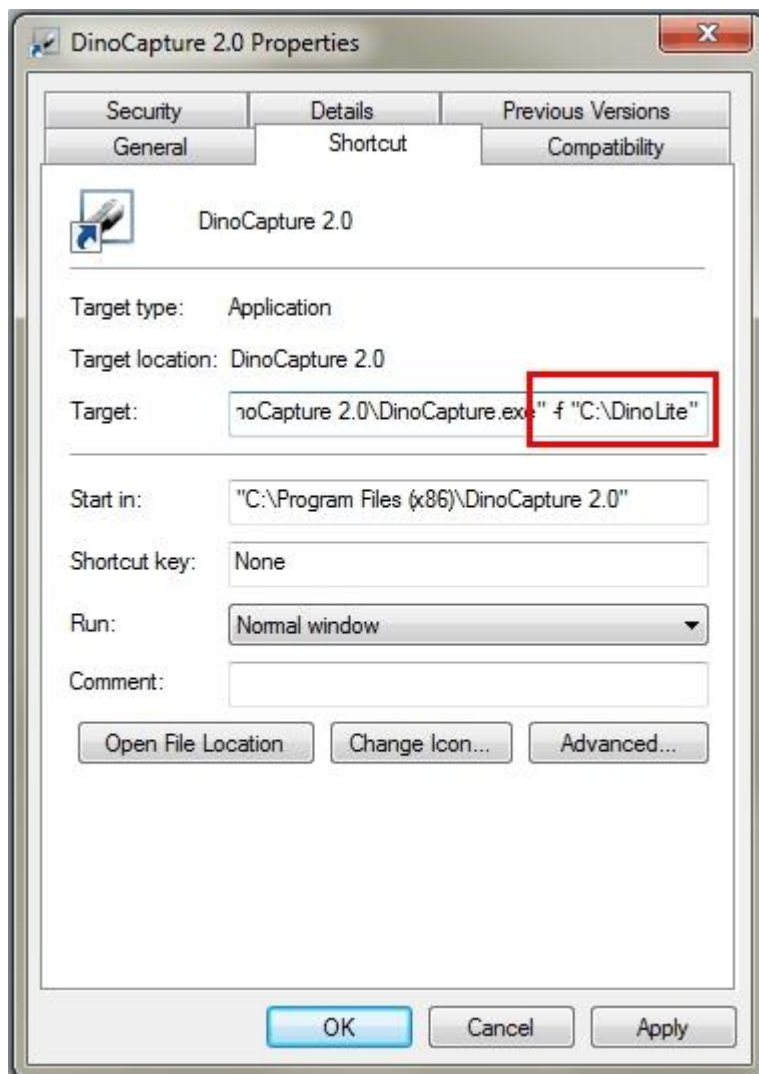 DinoCapture 2.0 Properties
Security Details Previous Versions
General Shortcut Compatibility
DinoCapture 2.0
Target type: Application
Target location: DinoCapture 2.0
Target: noCapture 2.0\DinoCapture.exe" -f "C:\DinoLite"
Start in: "C:\Program Files (x86)\DinoCapture 2.0"
Shortcut key: None
Run: Normal window
Comment:
Open File Location Change Icon... Advanced...
OK Cancel Apply